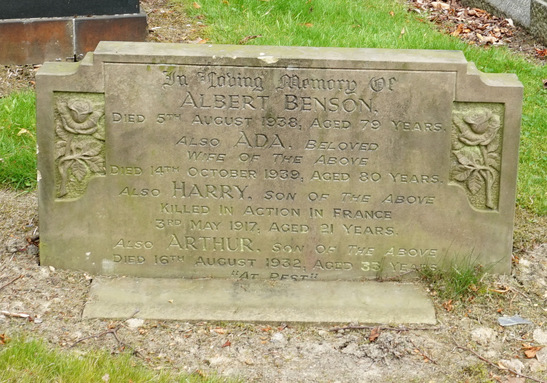 In Loving Memory Of
ALBERT BENSON.
DIED 5TH AUGUST 1938, AGED 79 YEARS.
ALSO ADA, BELOVED
WIFE OF THE ABOVE
DIED 14TH OCTOBER 1939, AGED 80 YEARS.
ALSO HARRY, SON OF THE ABOVE
KILLED IN ACTION IN FRANCE
3RD MAY 1917, AGED 21 YEARS.
ALSO ARTHUR, SON OF THE ABOVE
DIED 16TH AUGUST 1932, AGED 33 YEARS.
"AT REST"